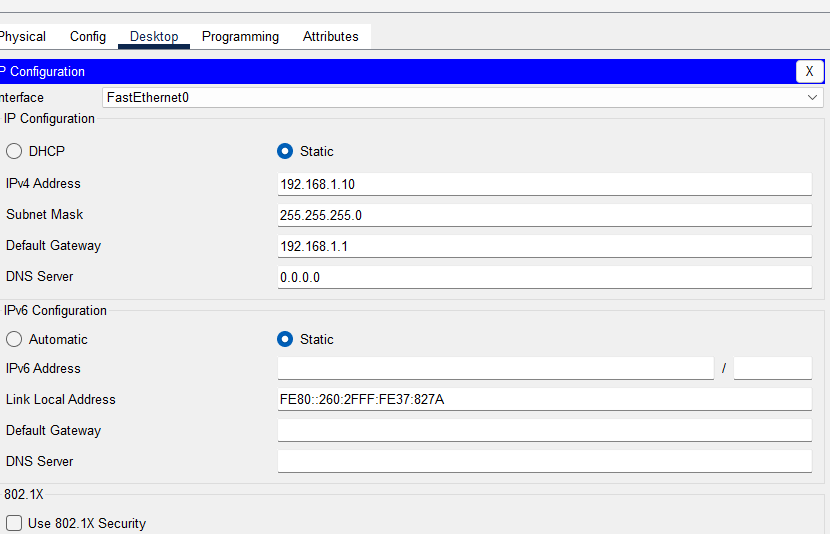 Physical Config Desktop Programming Attributes
P Configuration X
nterface FastEthernet0
IP Configuration
DHCP Static
IPv4 Address 192.168.1.10
Subnet Mask 255.255.255.0
Default Gateway 192.168.1.1
DNS Server 0.0.0.0
IPv6 Configuration
Automatic Static
IPv6 Address /
Link Local Address FE80::260:2FFF:FE37:827A
Default Gateway
DNS Server
802.1X
Use 802.1X Security